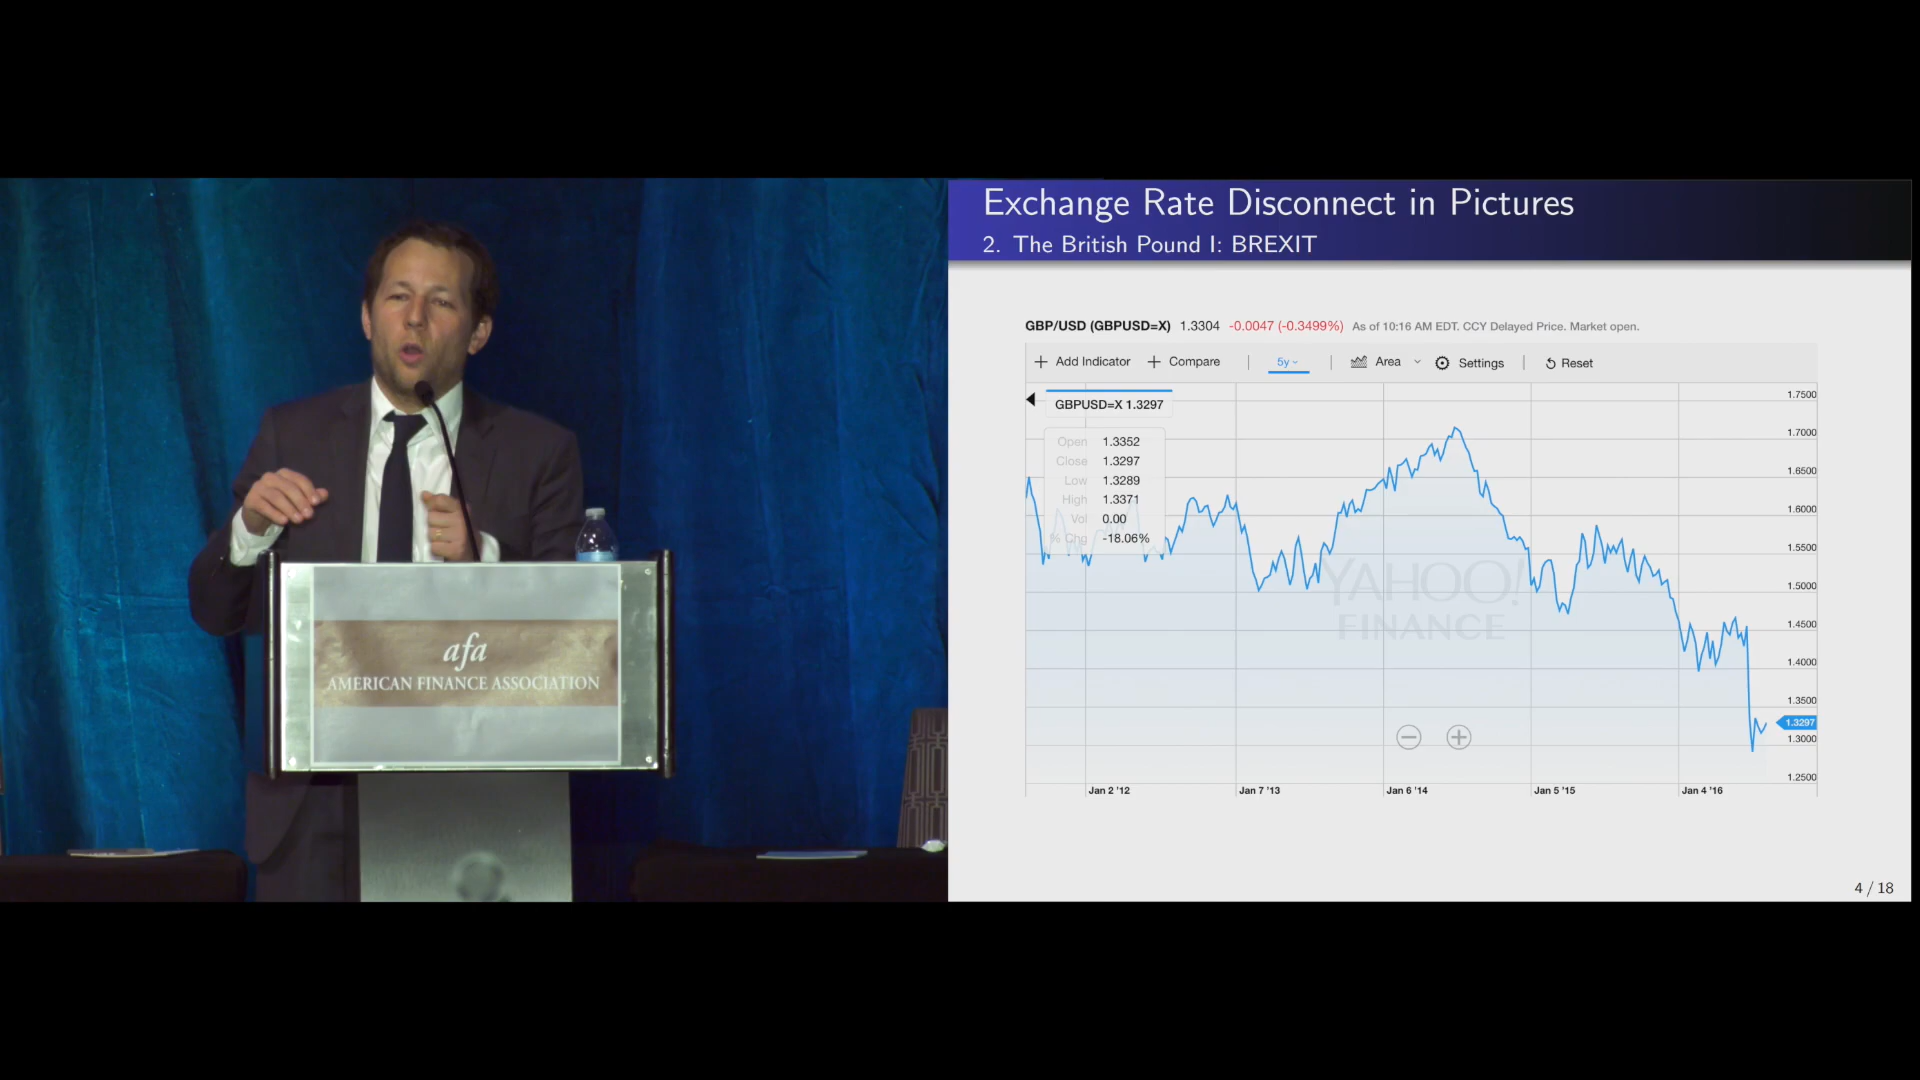 Exchange Rate Disconnect in Pictures
2. The British Pound I: BREXIT
GBP/USD (GBPUSD=X) 1.3304 -0.0047 (-0.3499%) As of 10:16 AM EDT. CCY Delayed Price. Market open.
Add Indicator Compare 5y Area Settings Reset
GBPUSD=X 1.3297
Open 1.3352
Close 1.3297
Low 1.3289
High 1.3371
Vol 0.00
% Chg -18.06%
1.7500
1.7000
1.6500
1.6000
1.5500
1.5000
1.4500
1.4000
1.3500
1.3297
1.3000
1.2500
YAHOO!
FINANCE
Jan 2 '12 Jan 7 '13 Jan 6 '14 Jan 5 '15 Jan 4 '16
4 / 18
afa
AMERICAN FINANCE ASSOCIATION